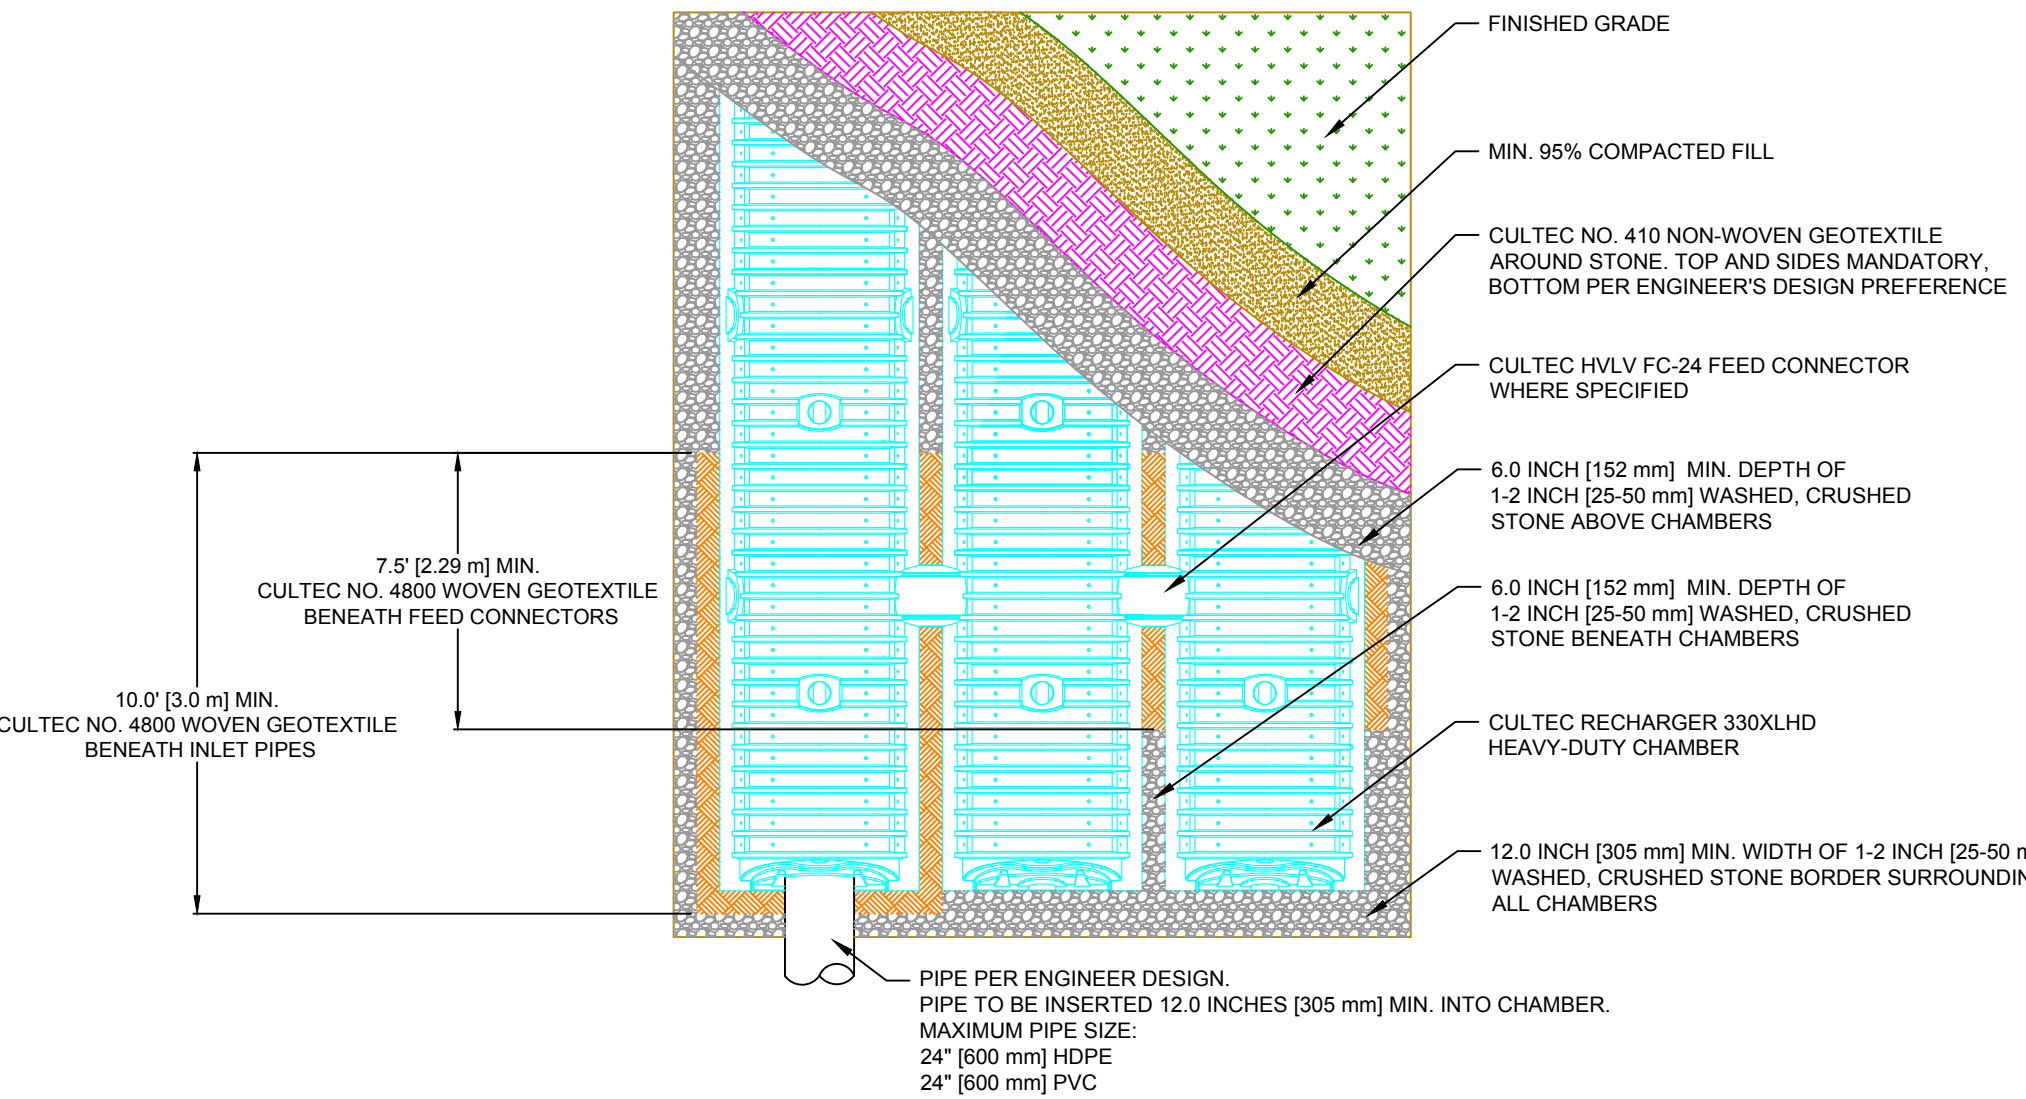 FINISHED GRADE
MIN. 95% COMPACTED FILL
CULTEC NO. 410 NON-WOVEN GEOTEXTILE
AROUND STONE. TOP AND SIDES MANDATORY,
BOTTOM PER ENGINEER'S DESIGN PREFERENCE
CULTEC HVLV FC-24 FEED CONNECTOR
WHERE SPECIFIED
6.0 INCH [152 mm] MIN. DEPTH OF
1-2 INCH [25-50 mm] WASHED, CRUSHED
STONE ABOVE CHAMBERS
7.5' [2.29 m] MIN.
CULTEC NO. 4800 WOVEN GEOTEXTILE
BENEATH FEED CONNECTORS
6.0 INCH [152 mm] MIN. DEPTH OF
1-2 INCH [25-50 mm] WASHED, CRUSHED
STONE BENEATH CHAMBERS
10.0' [3.0 m] MIN.
CULTEC NO. 4800 WOVEN GEOTEXTILE
BENEATH INLET PIPES
CULTEC RECHARGER 330XLHD
HEAVY-DUTY CHAMBER
12.0 INCH [305 mm] MIN. WIDTH OF 1-2 INCH [25-50 m
WASHED, CRUSHED STONE BORDER SURROUNDIN
ALL CHAMBERS
PIPE PER ENGINEER DESIGN.
PIPE TO BE INSERTED 12.0 INCHES [305 mm] MIN. INTO CHAMBER.
MAXIMUM PIPE SIZE:
24" [600 mm] HDPE
24" [600 mm] PVC